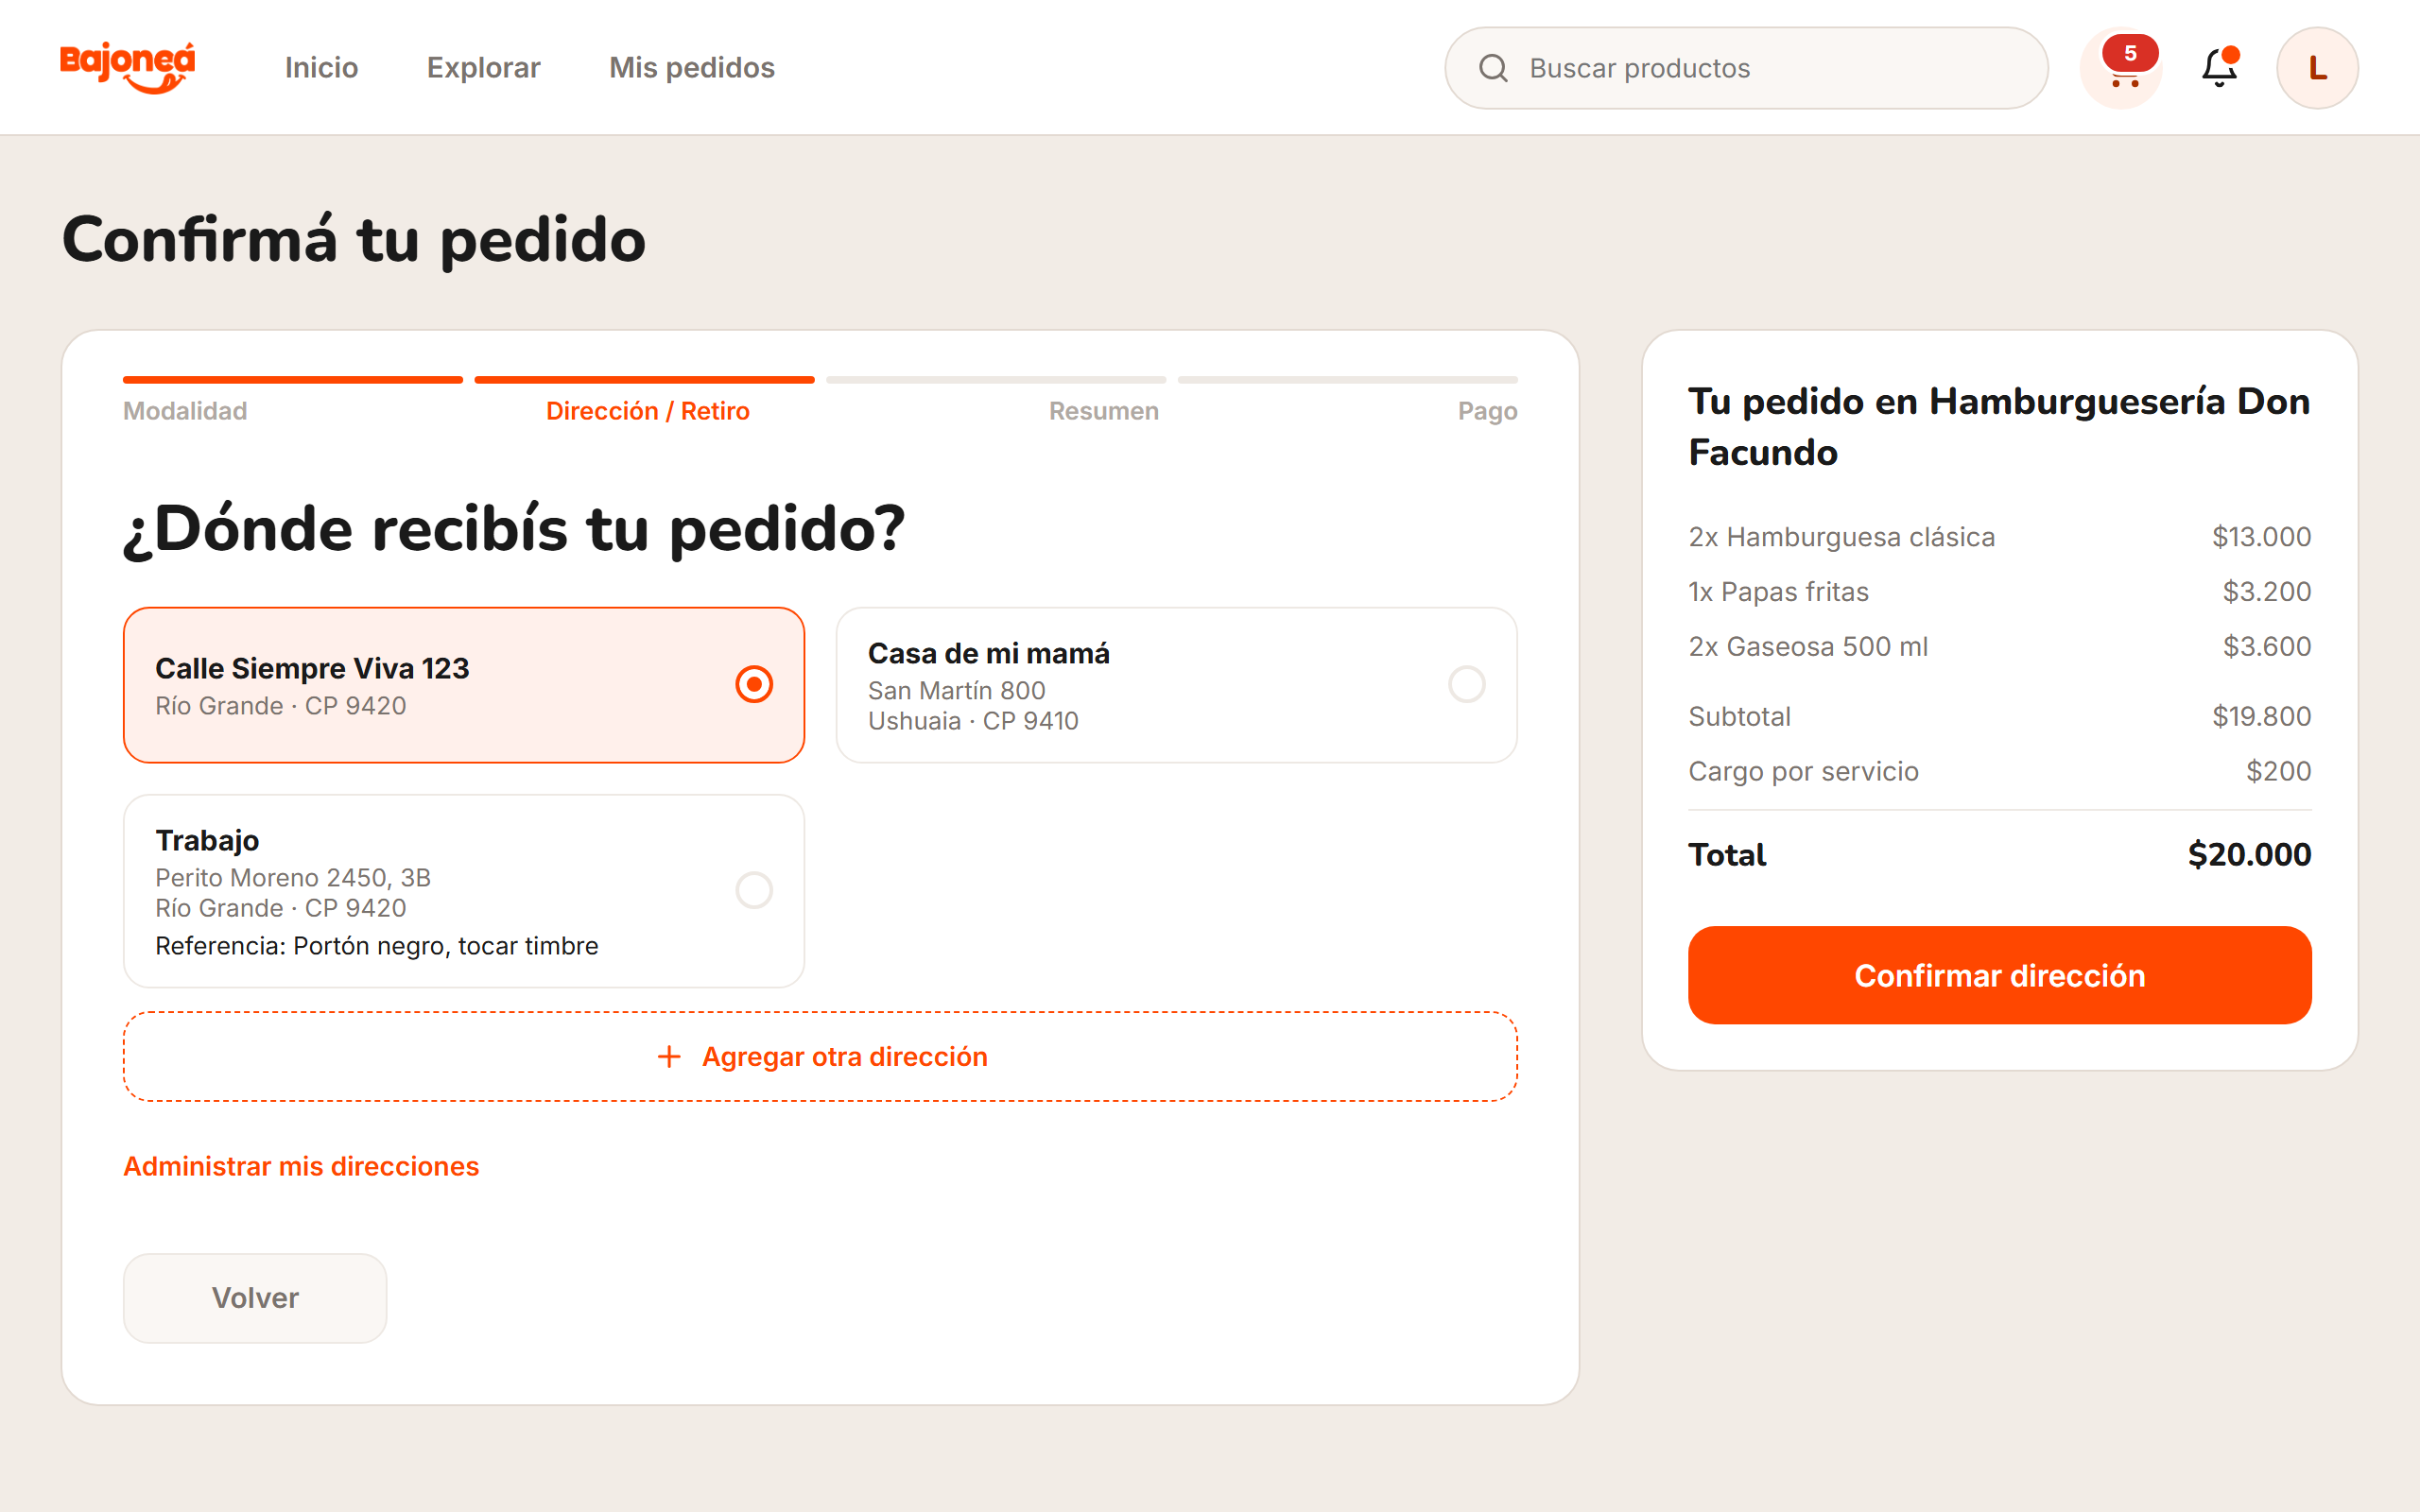 Bajoneá
Inicio
Explorar
Mis pedidos
Buscar productos
5
L
Confirmá tu pedido
Modalidad
Dirección / Retiro
Resumen
Pago
¿Dónde recibís tu pedido?
Calle Siempre Viva 123
Río Grande · CP 9420
Casa de mi mamá
San Martín 800
Ushuaia · CP 9410
Trabajo
Perito Moreno 2450, 3B
Río Grande · CP 9420
Referencia: Portón negro, tocar timbre
Agregar otra dirección
Administrar mis direcciones
Volver
Tu pedido en Hamburguesería Don
Facundo
2x Hamburguesa clásica $13.000
1x Papas fritas $3.200
2x Gaseosa 500 ml $3.600
Subtotal $19.800
Cargo por servicio $200
Total $20.000
Confirmar dirección